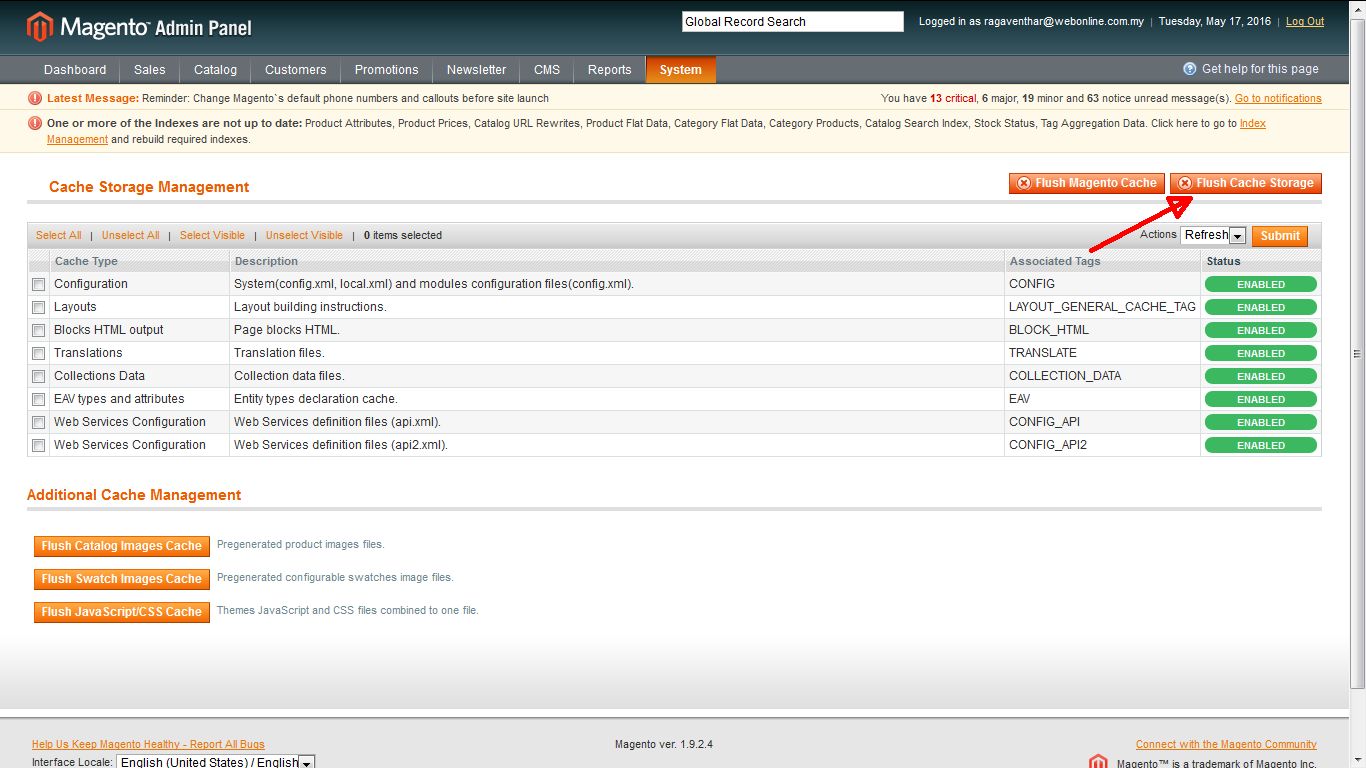 Magento™ Admin Panel
Global Record Search
Logged in as ragaventhar@webonline.com.my | Tuesday, May 17, 2016 | Log Out
Dashboard Sales Catalog Customers Promotions Newsletter CMS Reports System
Get help for this page
Latest Message: Reminder: Change Magento`s default phone numbers and callouts before site launch
You have 13 critical, 6 major, 19 minor and 63 notice unread message(s). Go to notifications
One or more of the Indexes are not up to date: Product Attributes, Product Prices, Catalog URL Rewrites, Product Flat Data, Category Flat Data, Category Products, Catalog Search Index, Stock Status, Tag Aggregation Data. Click here to go to Index
Management and rebuild required indexes.
Cache Storage Management
Flush Magento Cache
Flush Cache Storage
Select All | Unselect All | Select Visible | Unselect Visible | 0 items selected
Actions Refresh Submit
Cache Type Description Associated Tags Status
Configuration System(config.xml, local.xml) and modules configuration files(config.xml). CONFIG ENABLED
Layouts Layout building instructions. LAYOUT_GENERAL_CACHE_TAG ENABLED
Blocks HTML output Page blocks HTML. BLOCK_HTML ENABLED
Translations Translation files. TRANSLATE ENABLED
Collections Data Collection data files. COLLECTION_DATA ENABLED
EAV types and attributes Entity types declaration cache. EAV ENABLED
Web Services Configuration Web Services definition files (api.xml). CONFIG_API ENABLED
Web Services Configuration Web Services definition files (api2.xml). CONFIG_API2 ENABLED
Additional Cache Management
Flush Catalog Images Cache Pregenerated product images files.
Flush Swatch Images Cache Pregenerated configurable swatches image files.
Flush JavaScript/CSS Cache Themes JavaScript and CSS files combined to one file.
Help Us Keep Magento Healthy - Report All Bugs
Magento ver. 1.9.2.4
Connect with the Magento Community
Interface Locale: English (United States) / English
Magento™ is a trademark of Magento Inc.